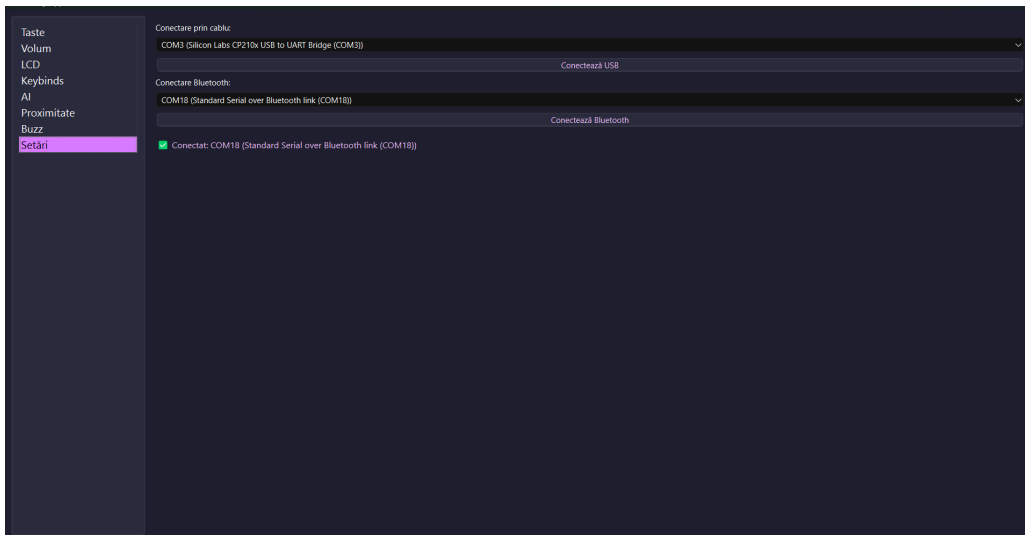 Taste
Volum
LCD
Keybinds
AI
Proximitate
Buzz
Setări
Conectare prin cablu:
COM3 (Silicon Labs CP210x USB to UART Bridge (COM3))
Conectează USB
Conectare Bluetooth:
COM18 (Standard Serial over Bluetooth link (COM18))
Conectează Bluetooth
Conectat: COM18 (Standard Serial over Bluetooth link (COM18))